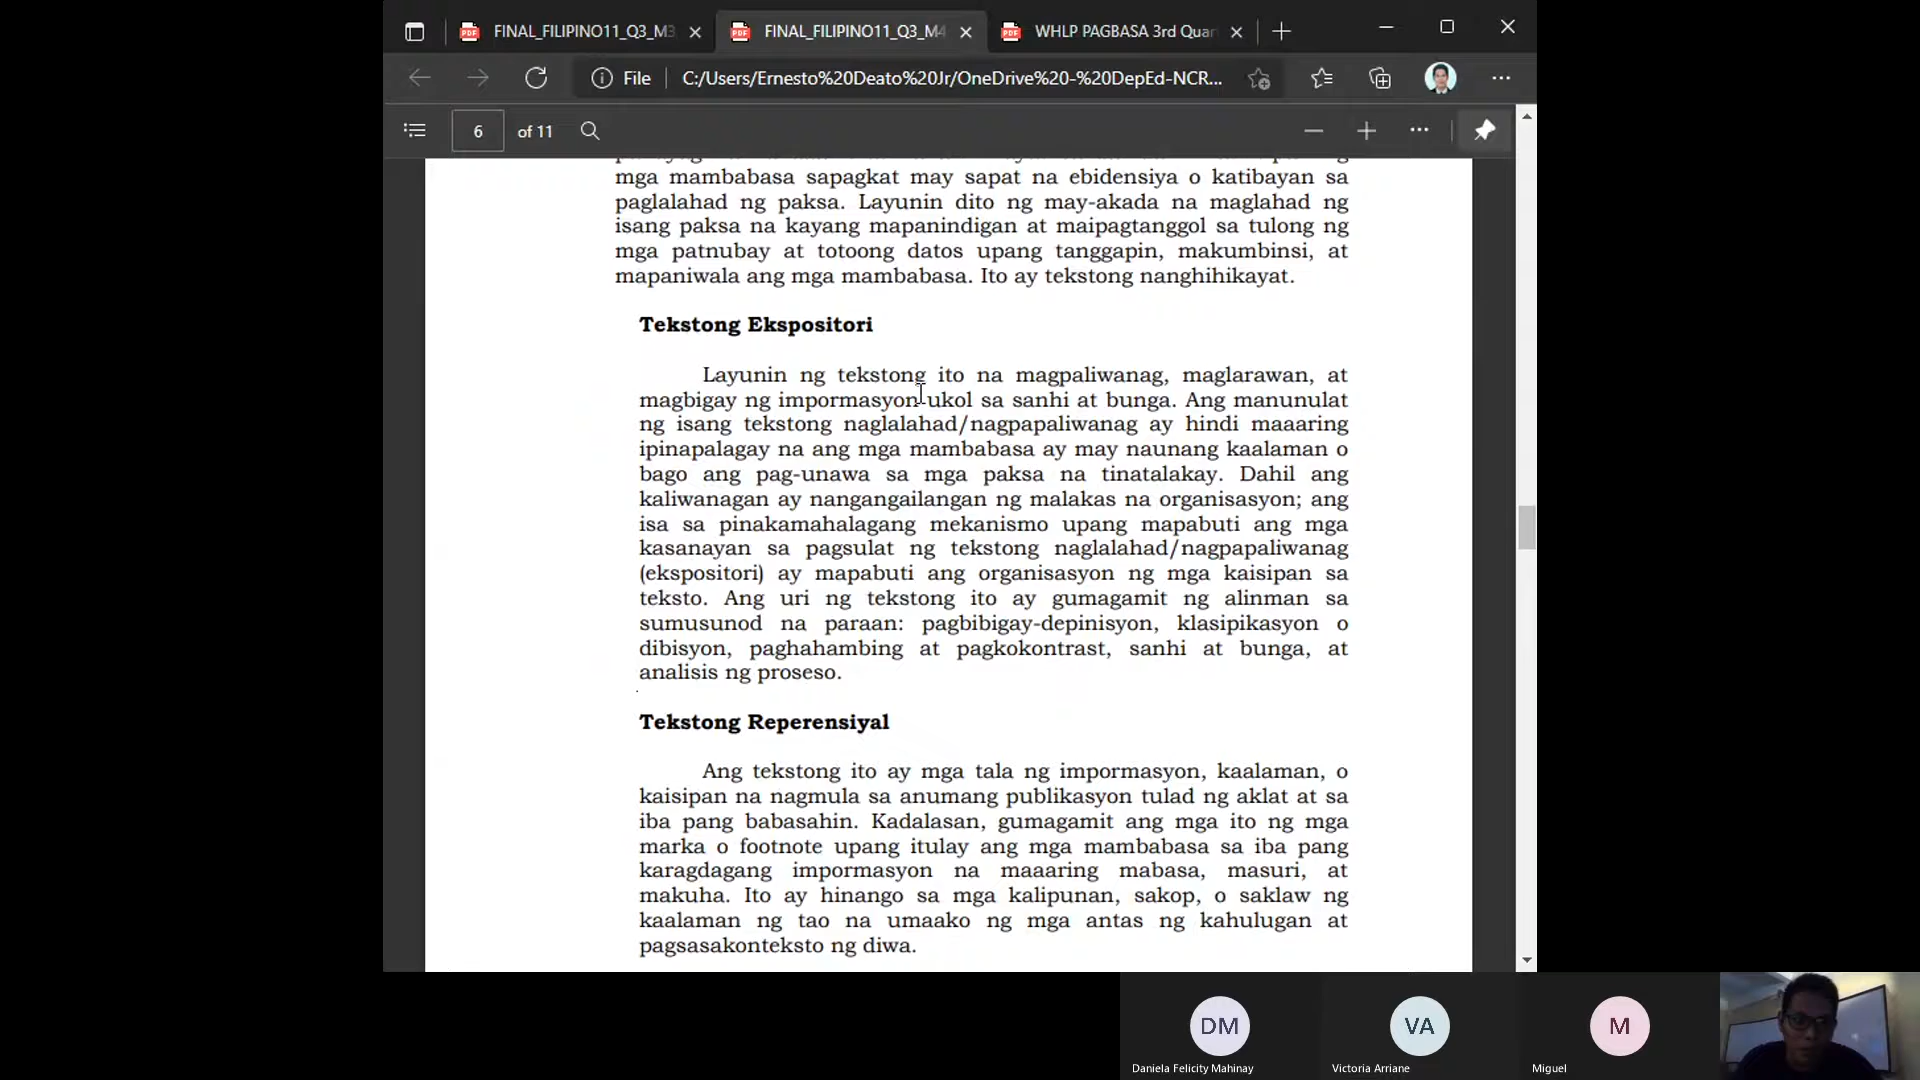 FINAL_FILIPINO11_Q3_M3
FINAL_FILIPINO11_Q3_M4
WHLP PAGBASA 3rd Quar
File
C:/Users/Ernesto%20Deato%20Jr/OneDrive%20-%20DepEd-NCR...
6 of 11
mga mambabasa sapagkat may sapat na ebidensiya o katibayan sa
paglalahad ng paksa. Layunin dito ng may-akada na maglahad ng
isang paksa na kayang mapanindigan at maipagtanggol sa tulong ng
mga patnubay at totoong datos upang tanggapin, makumbinsi, at
mapaniwala ang mga mambabasa. Ito ay tekstong nanghihikayat.
Tekstong Ekspositori
Layunin ng tekstong ito na magpaliwanag, maglarawan, at
magbigay ng impormasyon ukol sa sanhi at bunga. Ang manunulat
ng isang tekstong naglalahad/nagpapaliwanag ay hindi maaaring
ipinapalagay na ang mga mambabasa ay may naunang kaalaman o
bago ang pag-unawa sa mga paksa na tinatalakay. Dahil ang
kaliwanagan ay nangangailangan ng malakas na organisasyon; ang
isa sa pinakamahalagang mekanismo upang mapabuti ang mga
kasanayan sa pagsulat ng tekstong naglalahad/nagpapaliwanag
(ekspositori) ay mapabuti ang organisasyon ng mga kaisipan sa
teksto. Ang uri ng tekstong ito ay gumagamit ng alinman sa
sumusunod na paraan: pagbibigay-depinisyon, klasipikasyon o
dibisyon, paghahambing at pagkokontrast, sanhi at bunga, at
analisis ng proseso.
Tekstong Reperensiyal
Ang tekstong ito ay mga tala ng impormasyon, kaalaman, o
kaisipan na nagmula sa anumang publikasyon tulad ng aklat at sa
iba pang babasahin. Kadalasan, gumagamit ang mga ito ng mga
marka o footnote upang itulay ang mga mambabasa sa iba pang
karagdagang impormasyon na maaaring mabasa, masuri, at
makuha. Ito ay hinango sa mga kalipunan, sakop, o saklaw ng
kaalaman ng tao na umaako ng mga antas ng kahulugan at
pagsasakonteksto ng diwa.
DM
VA
M
Daniela Felicity Mahinay
Victoria Arriane
Miguel